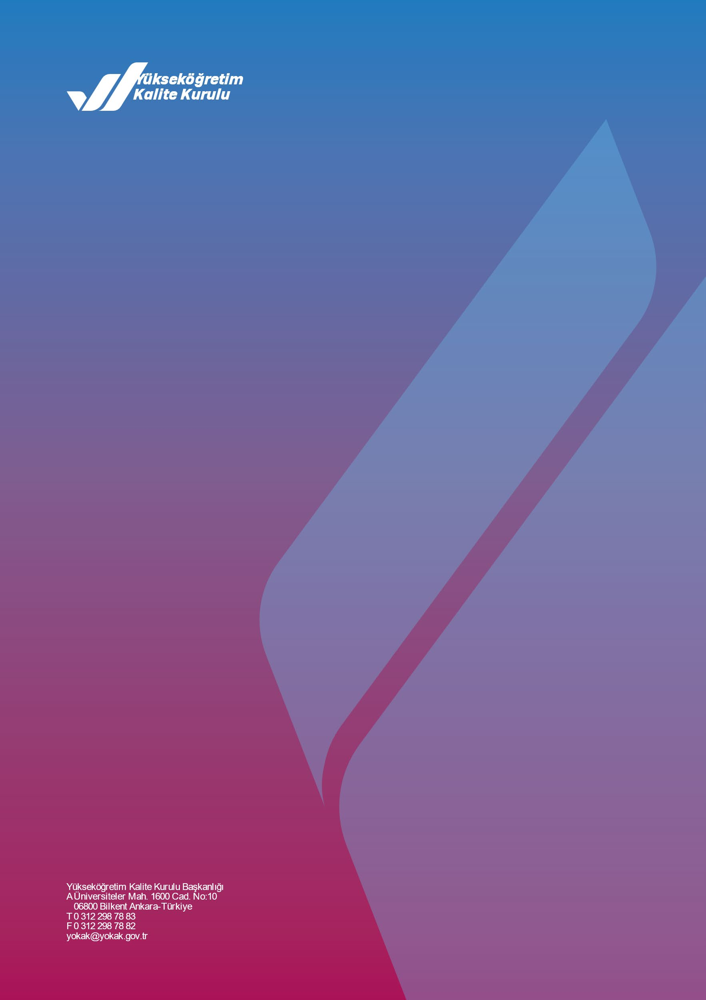 Yükseköğretim
Kalite Kurulu
Yükseköğretim Kalite Kurulu Başkanlığı
A Üniversiteler Mah. 1600 Cad. No:10
06800 Bilkent Ankara-Türkiye
T 0 312 298 78 83
F 0 312 298 78 82
yokak@yokak.gov.tr